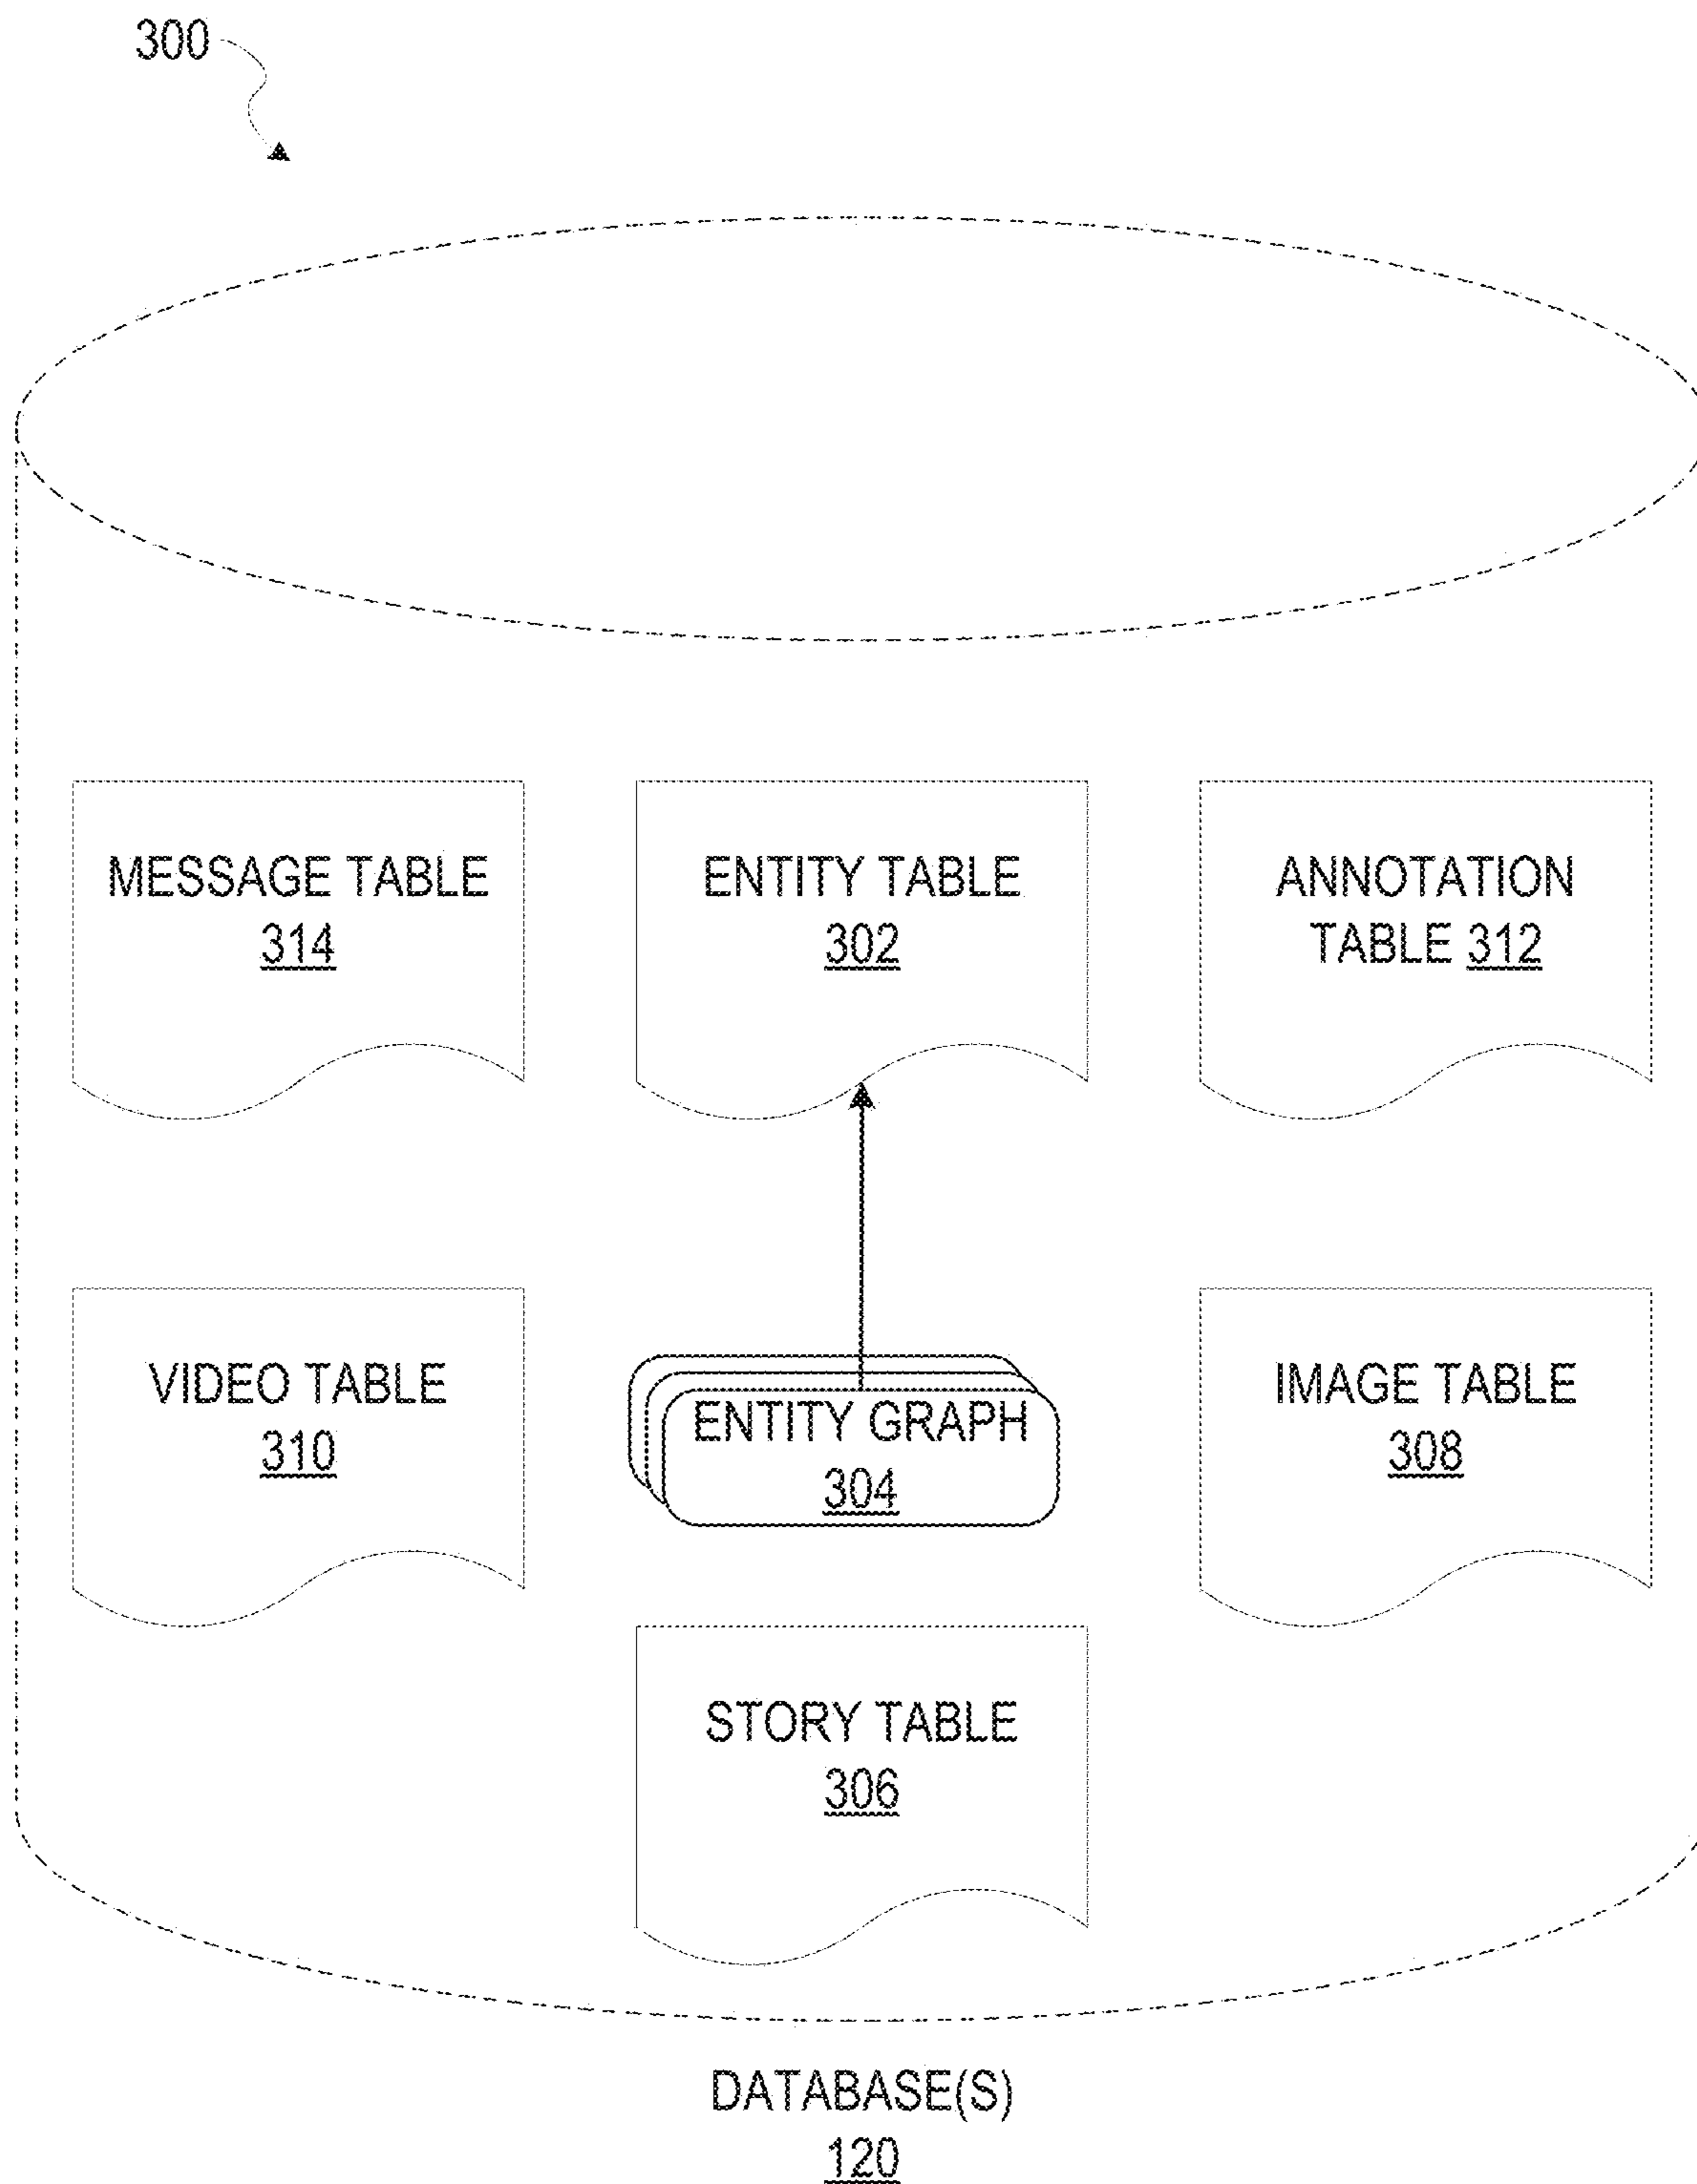 300
MESSAGE TABLE
314
ENTITY TABLE
302
ANNOTATION
TABLE 312
VIDEO TABLE
310
ENTITY GRAPH
304
IMAGE TABLE
308
STORY TABLE
306
DATABASE(S)
120